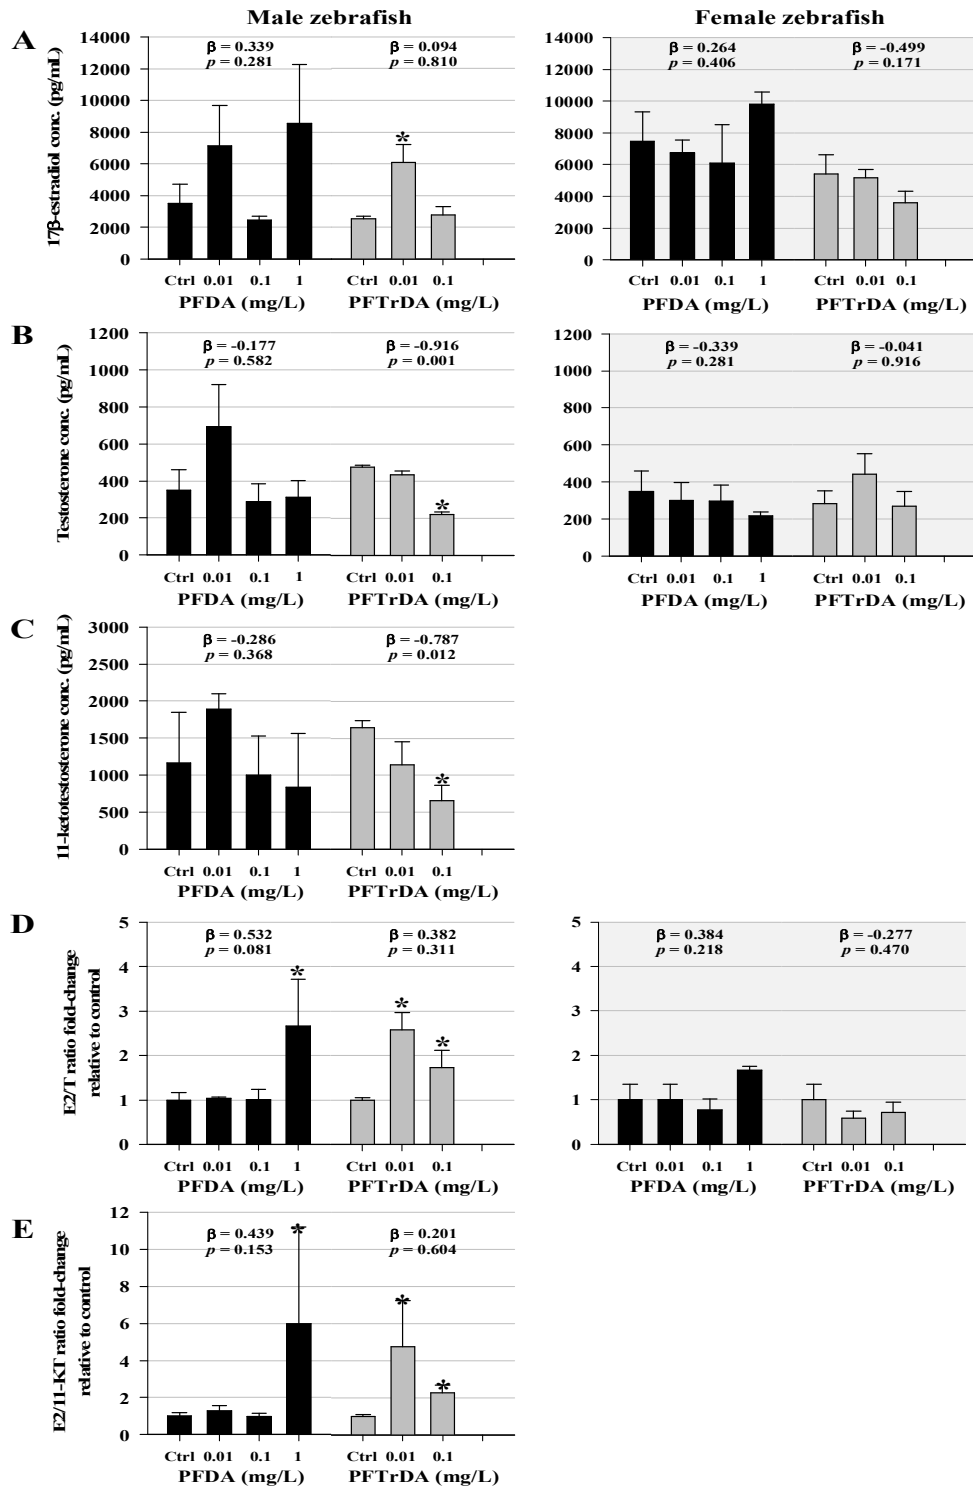 Male zebrafish
Female zebrafish
A
17β-estradiol conc. (pg/mL)
14000
12000
10000
8000
6000
4000
2000
0
β = 0.339
p = 0.281
β = 0.094
p = 0.810
*
Ctrl 0.01 0.1 1
Ctrl 0.01 0.1
PFDA (mg/L)
PFTrDA (mg/L)
14000
12000
10000
8000
6000
4000
2000
0
β = 0.264
p = 0.406
β = -0.499
p = 0.171
Ctrl 0.01 0.1 1
Ctrl 0.01 0.1
PFDA (mg/L)
PFTrDA (mg/L)
B
Testosterone conc. (pg/mL)
1200
1000
800
600
400
200
0
β = -0.177
p = 0.582
β = -0.916
p = 0.001
*
Ctrl 0.01 0.1 1
Ctrl 0.01 0.1
PFDA (mg/L)
PFTrDA (mg/L)
1200
1000
800
600
400
200
0
β = -0.339
p = 0.281
β = -0.041
p = 0.916
Ctrl 0.01 0.1 1
Ctrl 0.01 0.1
PFDA (mg/L)
PFTrDA (mg/L)
C
11-ketotestosterone conc. (pg/mL)
3000
2500
2000
1500
1000
500
0
β = -0.286
p = 0.368
β = -0.787
p = 0.012
*
Ctrl 0.01 0.1 1
Ctrl 0.01 0.1
PFDA (mg/L)
PFTrDA (mg/L)
D
E2/T ratio fold-change
relative to control
5
4
3
2
1
0
β = 0.532
p = 0.081
β = 0.382
p = 0.311
* * *
Ctrl 0.01 0.1 1
Ctrl 0.01 0.1
PFDA (mg/L)
PFTrDA (mg/L)
5
4
3
2
1
0
β = 0.384
p = 0.218
β = -0.277
p = 0.470
Ctrl 0.01 0.1 1
Ctrl 0.01 0.1
PFDA (mg/L)
PFTrDA (mg/L)
E
E2/11-KT ratio fold-change
relative to control
12
10
8
6
4
2
0
β = 0.439
p = 0.153
β = 0.201
p = 0.604
* * *
Ctrl 0.01 0.1 1
Ctrl 0.01 0.1
PFDA (mg/L)
PFTrDA (mg/L)